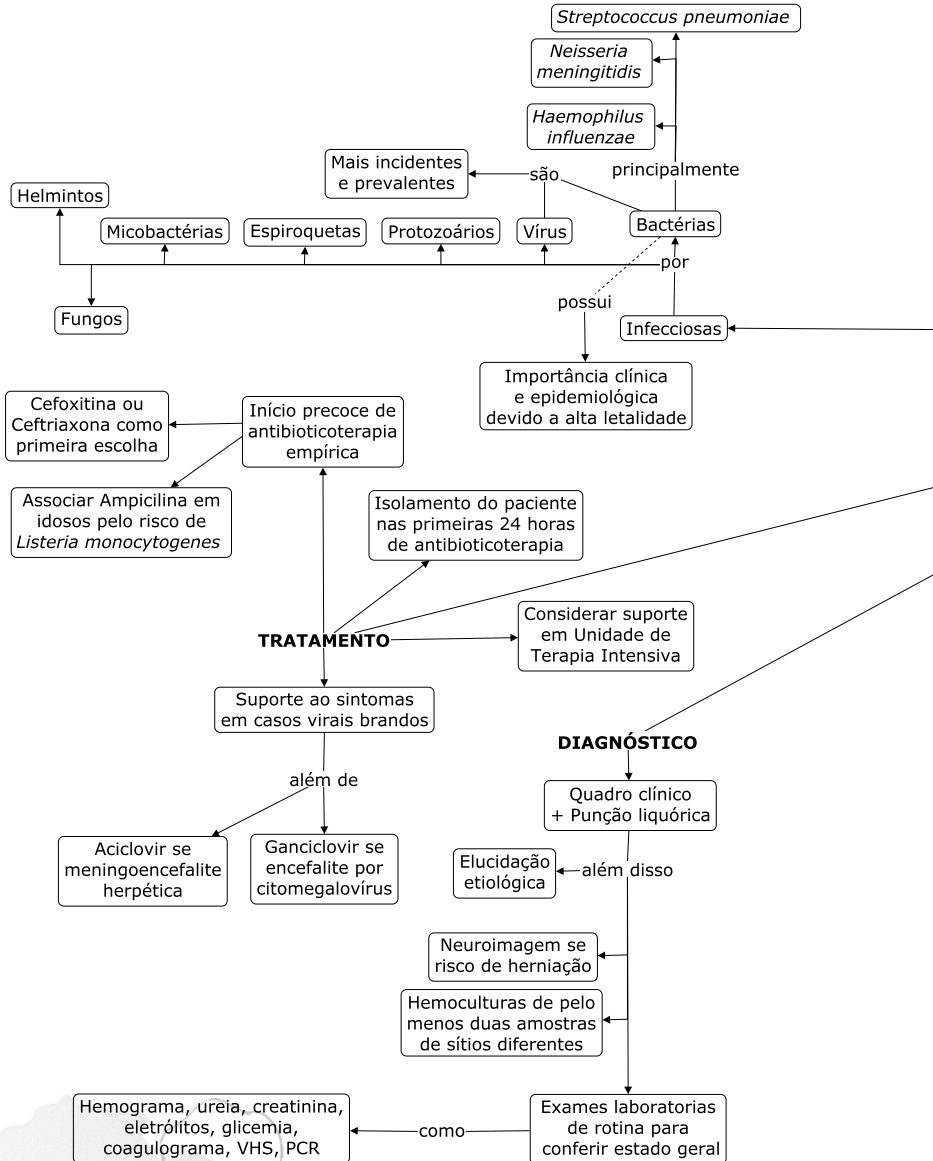 Streptococcus pneumoniae
Neisseria
meningitidis
Haemophilus
influenzae
principalmente
Mais incidentes
e prevalentes
são
Helmintos
Micobactérias
Espiroquetas
Protozoários
Vírus
Bactérias
por
possui
Fungos
Infecciosas
Importância clínica
e epidemiológica
devido a alta letalidade
Cefoxitina ou
Ceftriaxona como
primeira escolha
Início precoce de
antibioticoterapia
empírica
Associar Ampicilina em
idosos pelo risco de
Listeria monocytogenes
Isolamento do paciente
nas primeiras 24 horas
de antibioticoterapia
TRATAMENTO
Considerar suporte
em Unidade de
Terapia Intensiva
Suporte ao sintomas
em casos virais brandos
além de
Aciclovir se
meningoencefalite
herpética
Ganciclovir se
encefalite por
citomegalovírus
DIAGNÓSTICO
Quadro clínico
+ Punção liquórica
Elucidação
etiológica
além disso
Neuroimagem se
risco de herniação
Hemoculturas de pelo
menos duas amostras
de sítios diferentes
Hemograma, ureia, creatinina,
eletrólitos, glicemia,
coagulograma, VHS, PCR
como
Exames laboratorias
de rotina para
conferir estado geral